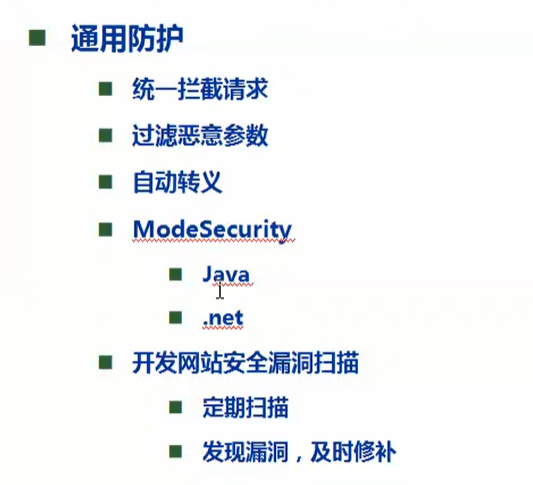 通用防护
统一拦截请求
过滤恶意参数
自动转义
ModeSecurity
Java
.net
开发网站安全漏洞扫描
定期扫描
发现漏洞，及时修补